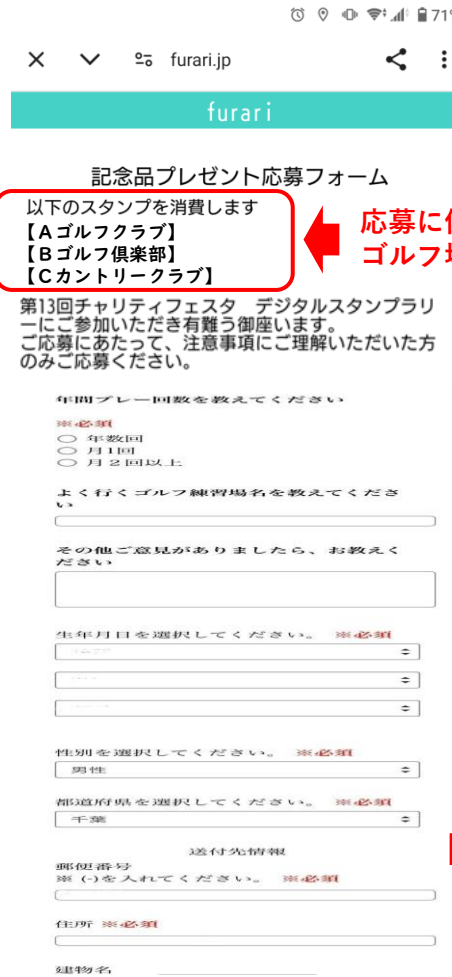 71
furari.jp
furari
記念品プレゼント応募フォーム
以下のスタンプを消費します
【Aゴルフクラブ】
【Bゴルフ倶楽部】
【Cカントリークラブ】
応募に
ゴルフ
第13回チャリティフェスタ　デジタルスタンプラリ
ーにご参加いただき有難う御座います。
ご応募にあたって、注意事項にご理解いただいた方
のみご応募ください。
年間プレー回数を教えてください
※必須
年数回
月1回
月2回以上
よく行くゴルフ練習場名を教えてくださ
い
その他ご意見がありましたら、お教えく
ださい
生年月日を選択してください。 ※必須
性別を選択してください。 ※必須
男性
都道府県を選択してください。 ※必須
千葉
送付先情報
郵便番号
※ (-)を入れてください。 ※必須
住所 ※必須
建物名